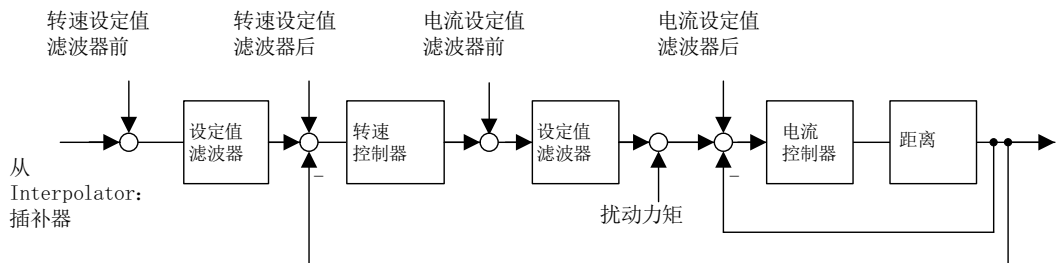 转速设定值
滤波器前
转速设定值
滤波器后
电流设定值
滤波器前
电流设定值
滤波器后
设定值
滤波器
转速
控制器
设定值
滤波器
电流
控制器
距离
从
Interpolator:
插补器
扰动力矩
–
–